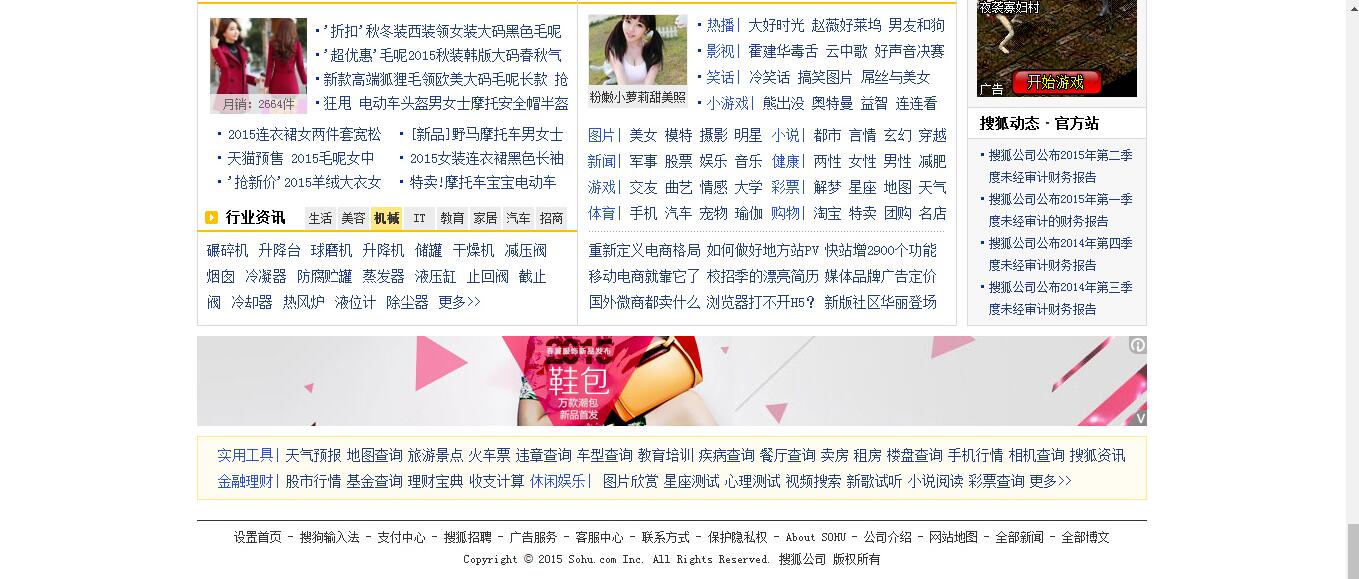 '折扣'秋冬装西装领女装大码黑色毛呢
'超优惠'毛呢2015秋装韩版大码春秋气
新款高端狐狸毛领欧美大码毛呢长款 抢
狂甩 电动车头盔男女士摩托安全帽半盔
月销: 2664件
2015连衣裙女两件套宽松
[新品]野马摩托车男女士
天猫预售 2015毛呢女中
2015女装连衣裙黑色长袖
'抢新价'2015羊绒大衣女
特卖!摩托车宝宝电动车
行业资讯 生活 美容 机械 IT 教育 家居 汽车 招商
碾碎机 升降台 球磨机 升降机 储罐 干燥机 减压阀
烟囱 冷凝器 防腐贮罐 蒸发器 液压缸 止回阀 截止
阀 冷却器 热风炉 液位计 除尘器 更多>>
粉嫩小萝莉甜美照
热播| 大好时光 赵薇好莱坞 男友和狗
影视| 霍建华毒舌 云中歌 好声音决赛
笑话| 冷笑话 搞笑图片 屌丝与美女
小游戏| 熊出没 奥特曼 益智 连连看
图片| 美女 模特 摄影 明星 小说| 都市 言情 玄幻 穿越
新闻| 军事 股票 娱乐 音乐 健康| 两性 女性 男性 减肥
游戏| 交友 曲艺 情感 大学 彩票| 解梦 星座 地图 天气
体育| 手机 汽车 宠物 瑜伽 购物| 淘宝 特卖 团购 名店
重新定义电商格局 如何做好地方站PV 快站增2900个功能
移动电商就靠它了 校招季的漂亮简历 媒体品牌广告定价
国外微商都卖什么 浏览器打不开H5? 新版社区华丽登场
夜袭寡妇村
广告 开始游戏
搜狐动态 · 官方站
搜狐公司公布2015年第二季
度未经审计财务报告
搜狐公司公布2015年第一季
度未经审计的财务报告
搜狐公司公布2014年第四季
度未经审计财务报告
搜狐公司公布2014年第三季
度未经审计财务报告
春夏服饰新品发布
2015
鞋包
万款潮包
新品首发
V
实用工具| 天气预报 地图查询 旅游景点 火车票 违章查询 车型查询 教育培训| 疾病查询 餐厅查询 卖房 租房 楼盘查询 手机行情 相机查询 搜狐资讯
金融理财| 股市行情 基金查询 理财宝典 收支计算 休闲娱乐| 图片欣赏 星座测试 心理测试 视频搜索 新歌试听 小说阅读 彩票查询 更多>>
设置首页 - 搜狗输入法 - 支付中心 - 搜狐招聘 - 广告服务 - 客服中心 - 联系方式 - 保护隐私权 - About SOHU - 公司介绍 - 网站地图 - 全部新闻 - 全部博文
Copyright © 2015 Sohu.com Inc. All Rights Reserved. 搜狐公司 版权所有